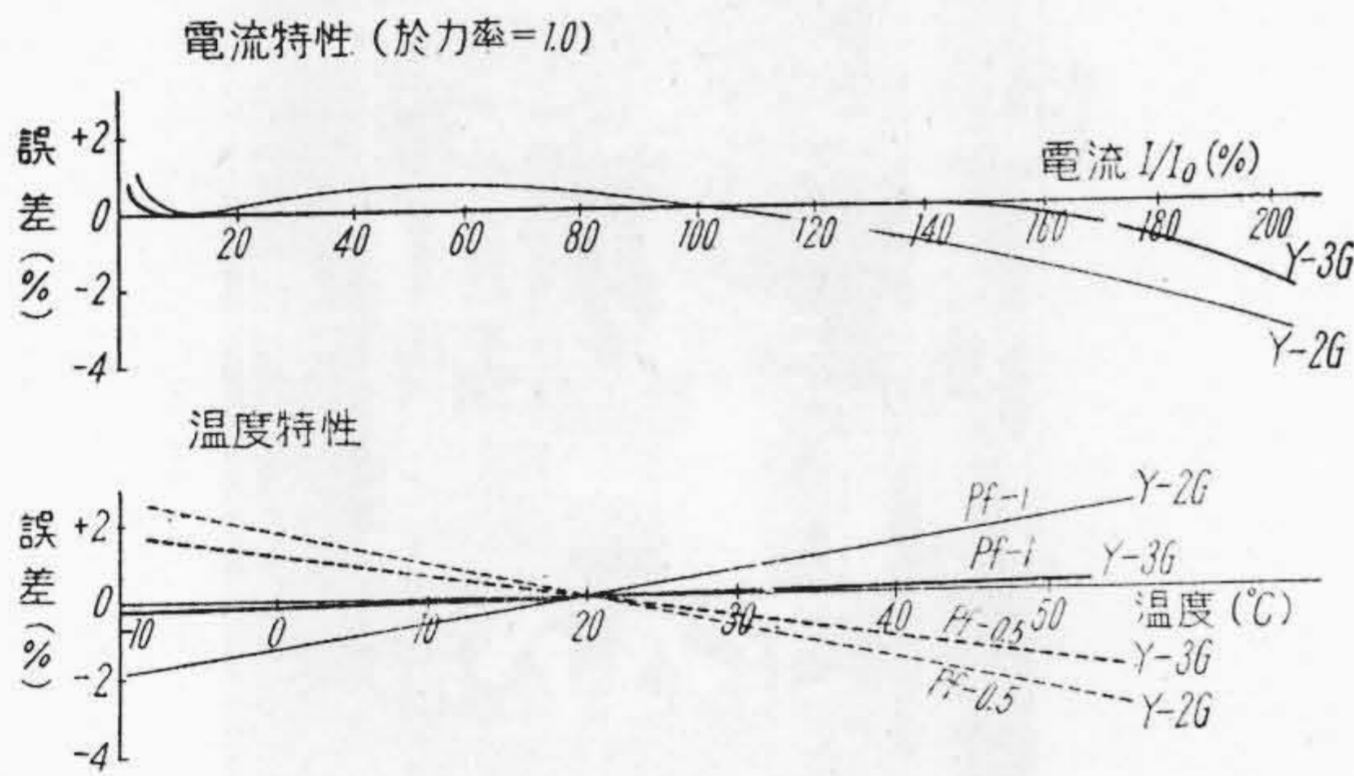 電流特性 (於力率=1.0)
誤差(%)
+2
0
-2
-4
電流 I/I₀ (%)
20 40 60 80 100 120 140 160 180 200
Y-3G
Y-2G
温度特性
誤差(%)
+2
0
-2
-4
-10 0 10 20 30 40 50
温度 (°C)
Pf-1 Y-2G
Pf-1 Y-3G
Pf-0.5 Y-3G
Pf-0.5 Y-2G